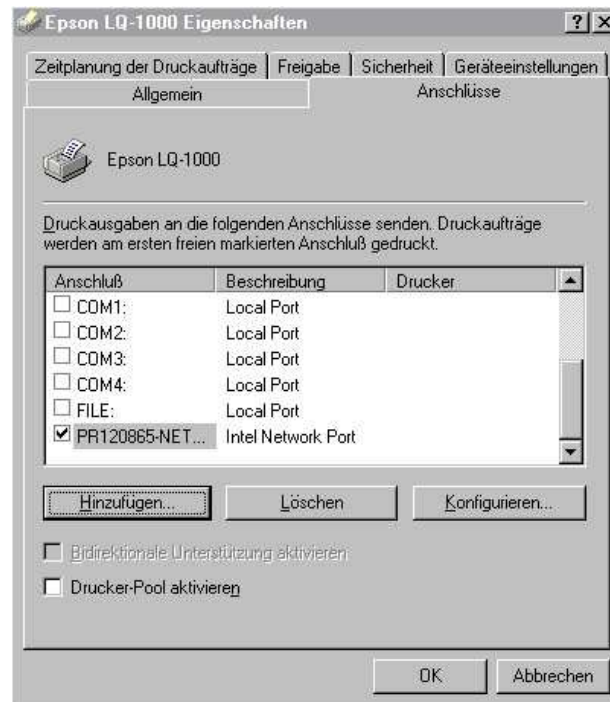 Epson LQ-1000 Eigenschaften
Zeitplanung der Druckaufträge Freigabe Sicherheit Geräteeinstellungen
Allgemein Anschlüsse
Epson LQ-1000
Druckausgaben an die folgenden Anschlüsse senden. Druckaufträge
werden am ersten freien markierten Anschluß gedruckt.
Anschluß Beschreibung Drucker
COM1: Local Port
COM2: Local Port
COM3: Local Port
COM4: Local Port
FILE: Local Port
PR120865-NET... Intel Network Port
Hinzufügen... Löschen Konfigurieren...
Bidirektionale Unterstützung aktivieren
Drucker-Pool aktivieren
OK Abbrechen